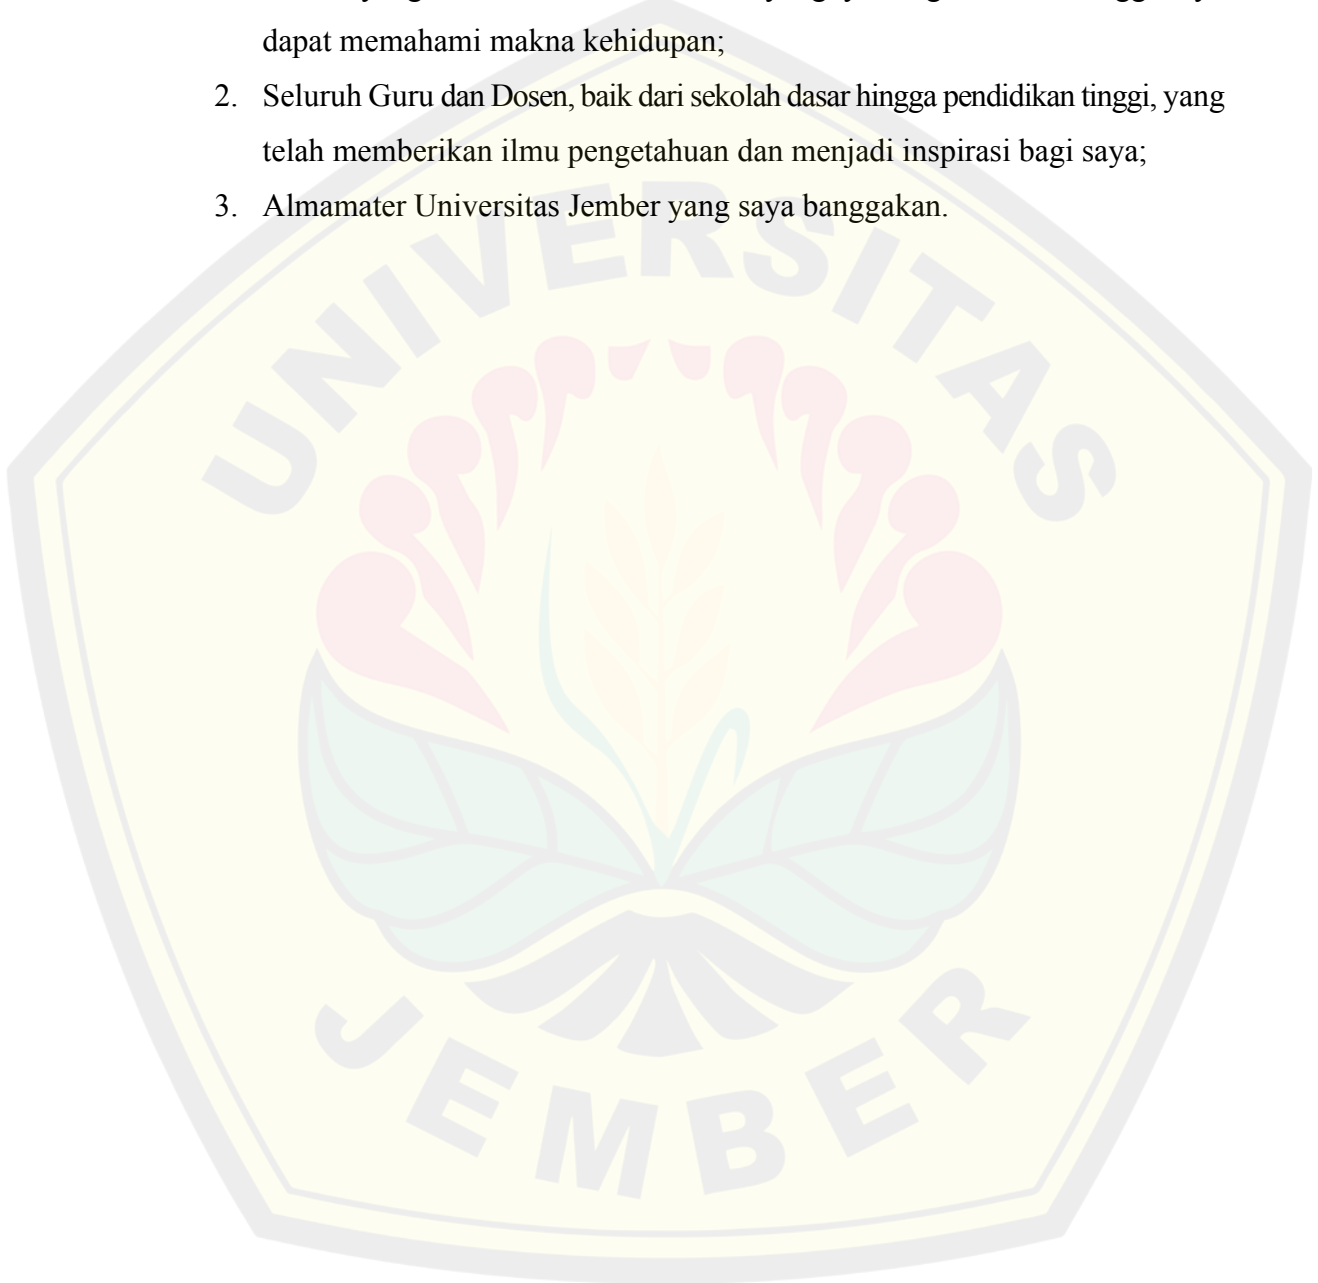 dapat memahami makna kehidupan;
2. Seluruh Guru dan Dosen, baik dari sekolah dasar hingga pendidikan tinggi, yang
telah memberikan ilmu pengetahuan dan menjadi inspirasi bagi saya;
3. Almamater Universitas Jember yang saya banggakan.
UNIVERSITAS
JEMBER